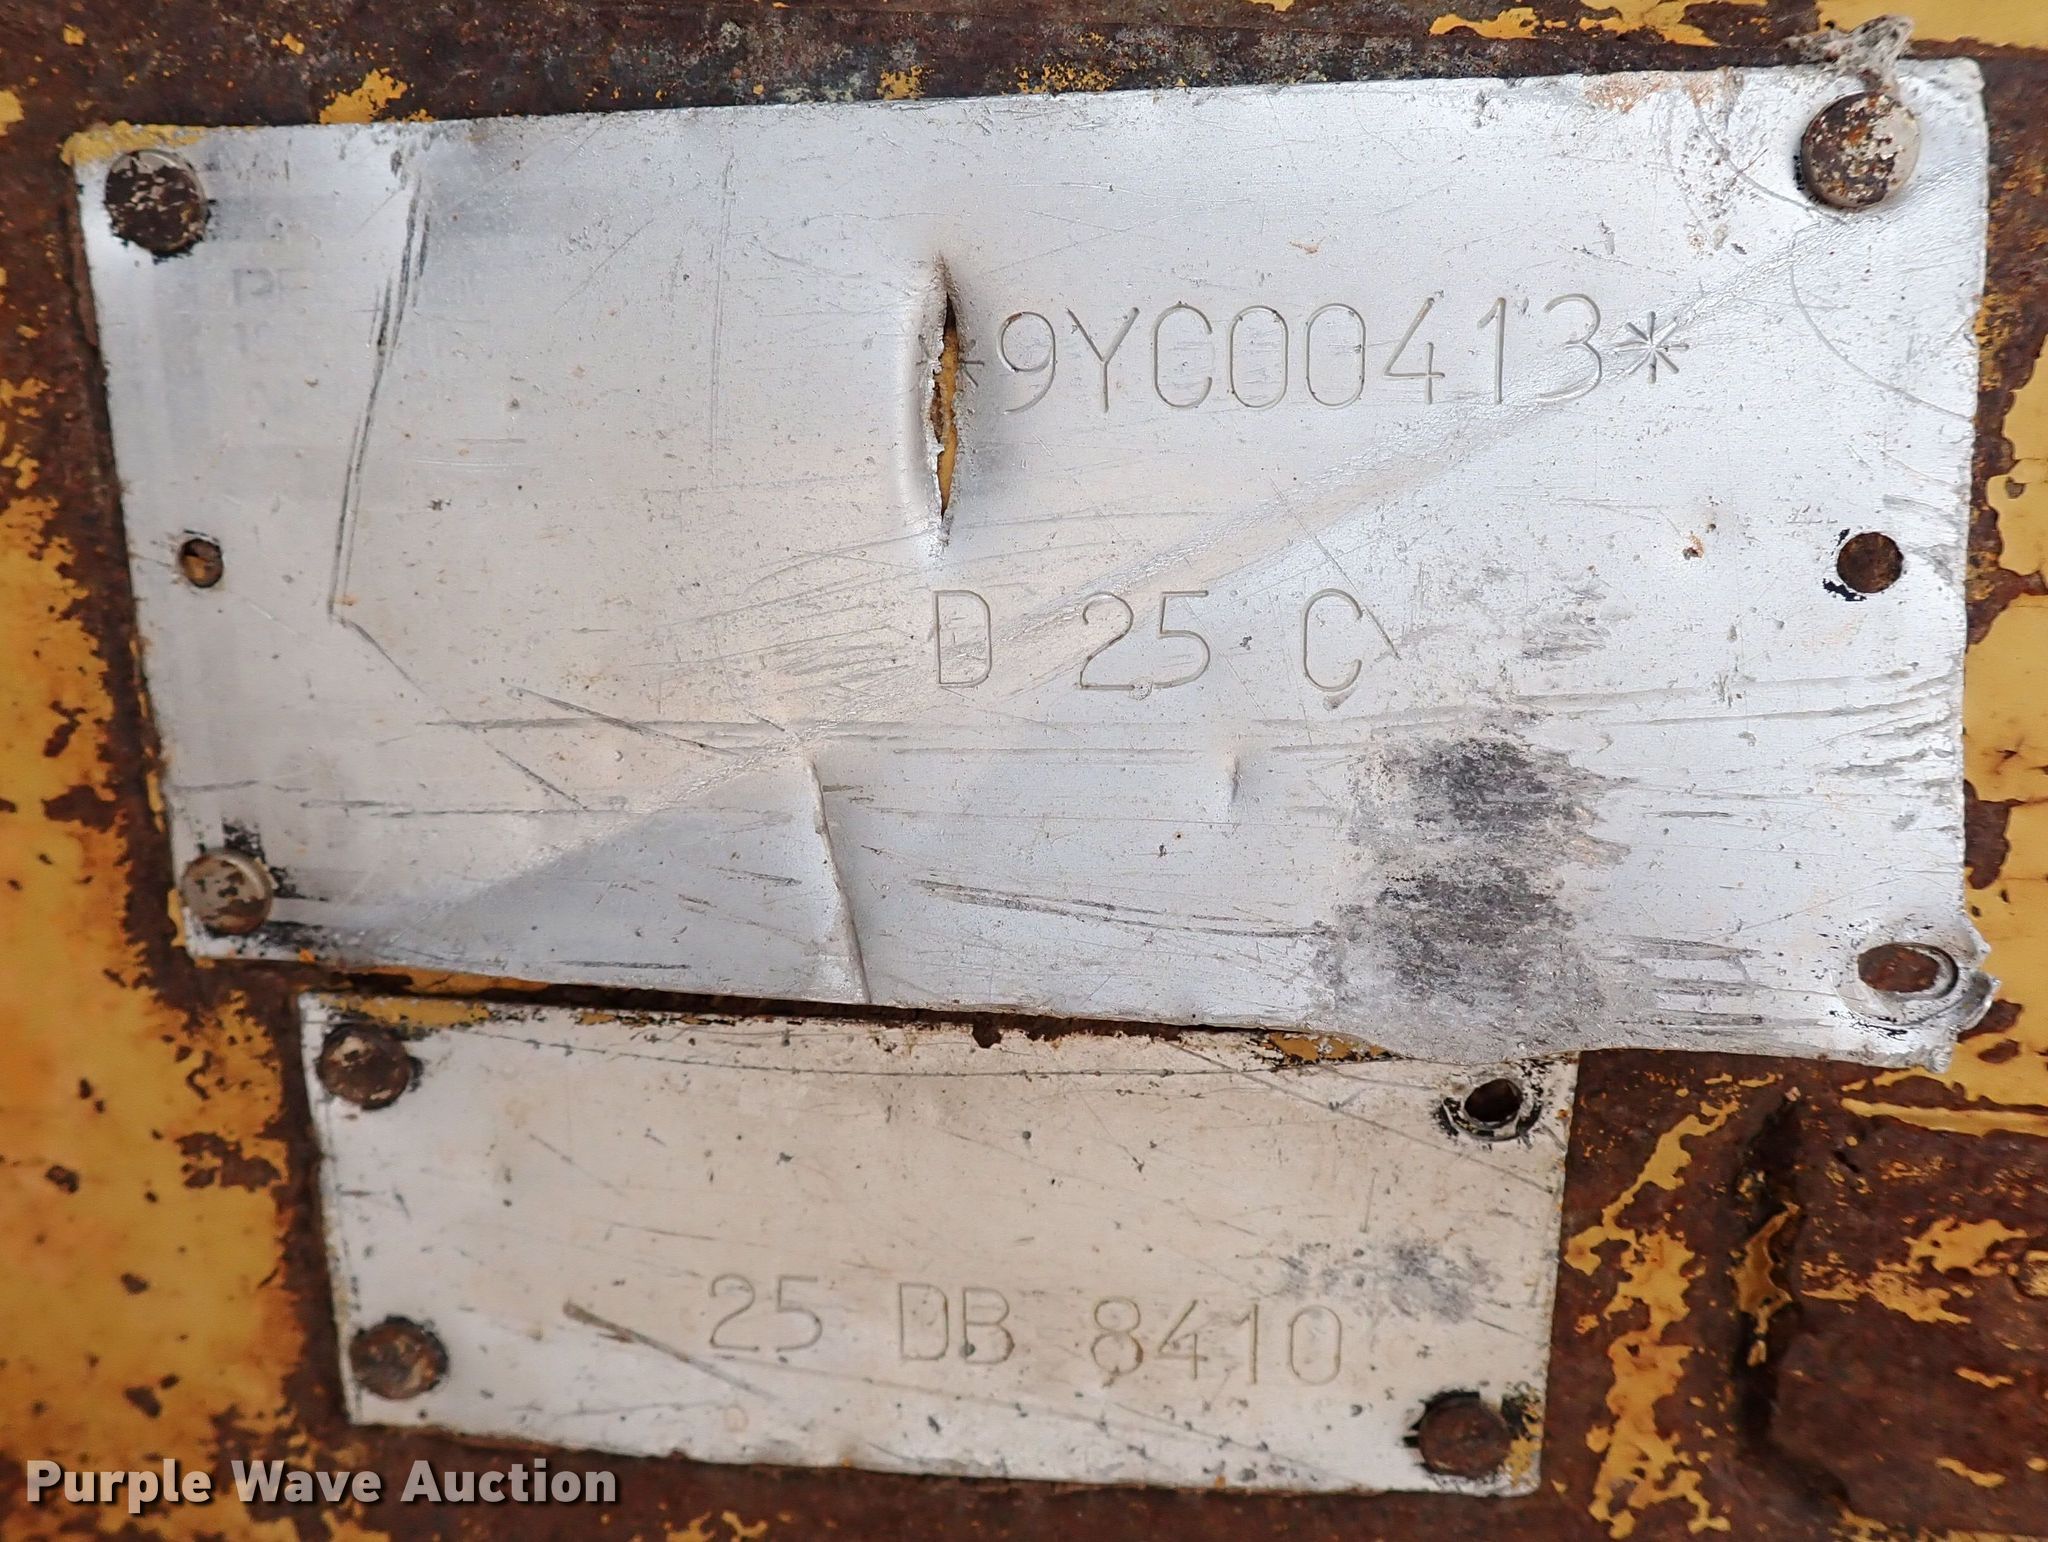 *9YC00413*
D 25 C
25 DB 8410
Purple Wave Auction